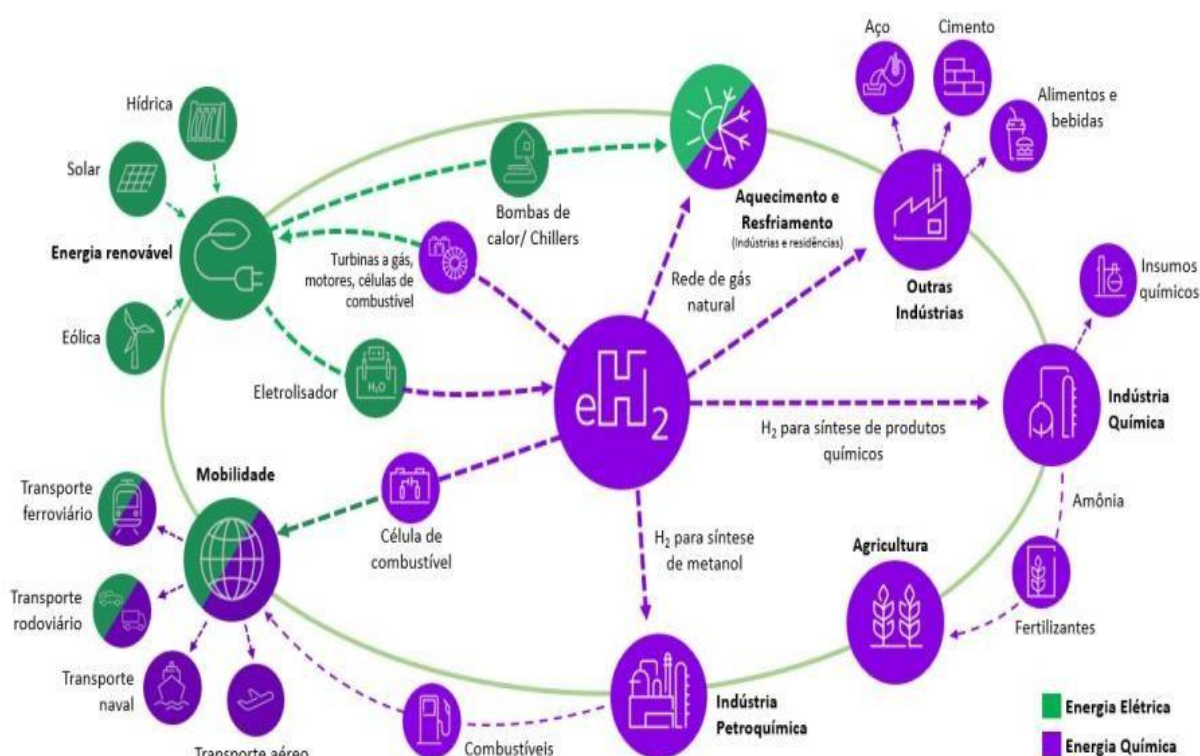 Aço
Cimento
Alimentos e
bebidas
Hídrica
Solar
Energia renovável
Eólica
Bombas de
calor/ Chillers
Turbinas a gás,
motores, células de
combustível
Aquecimento e
Resfriamento
(Indústrias e residências)
Rede de gás
natural
Outras
Indústrias
Insumos
químicos
Eletrolisador
H₂O
eH₂
H₂ para síntese de produtos
químicos
Indústria
Química
Mobilidade
Transporte
ferroviário
Transporte
rodoviário
Transporte
naval
Transporte aéreo
Célula de
combustível
H₂ para síntese
de metanol
Agricultura
Amônia
Fertilizantes
Combustíveis
Indústria
Petroquímica
Energia Elétrica
Energia Química